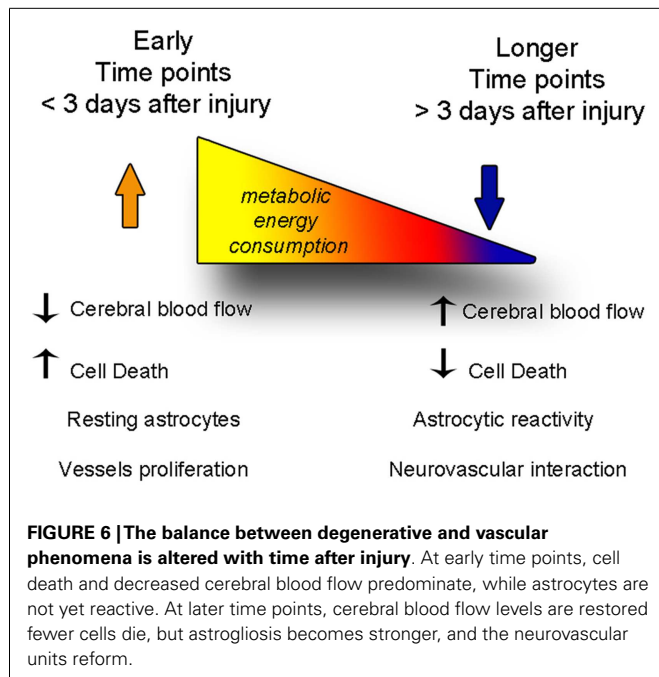 Early
Time points
< 3 days after injury
Longer
Time points
> 3 days after injury
metabolic
energy
consumption
↓ Cerebral blood flow
↑ Cell Death
Resting astrocytes
Vessels proliferation
↑ Cerebral blood flow
↓ Cell Death
Astrocytic reactivity
Neurovascular interaction
FIGURE 6 | The balance between degenerative and vascular
phenomena is altered with time after injury. At early time points, cell
death and decreased cerebral blood flow predominate, while astrocytes are
not yet reactive. At later time points, cerebral blood flow levels are restored
fewer cells die, but astrogliosis becomes stronger, and the neurovascular
units reform.